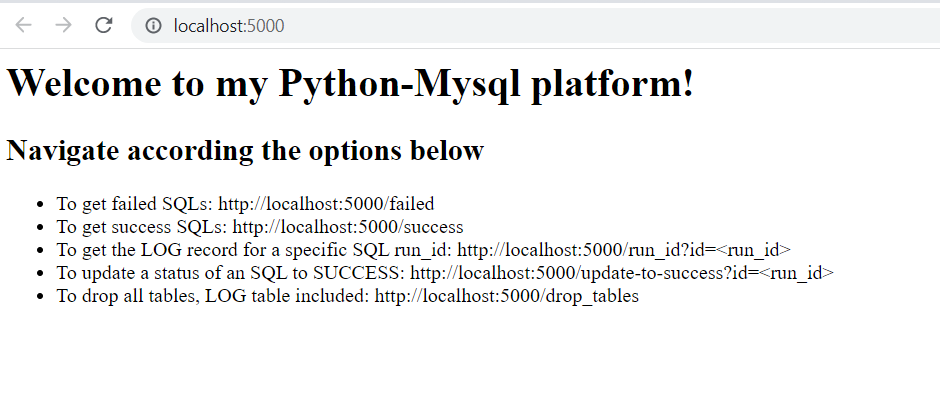 localhost:5000
Welcome to my Python-Mysql platform!
Navigate according the options below
To get failed SQLs: http://localhost:5000/failed
To get success SQLs: http://localhost:5000/success
To get the LOG record for a specific SQL run_id: http://localhost:5000/run_id?id=<run_id>
To update a status of an SQL to SUCCESS: http://localhost:5000/update-to-success?id=<run_id>
To drop all tables, LOG table included: http://localhost:5000/drop_tables